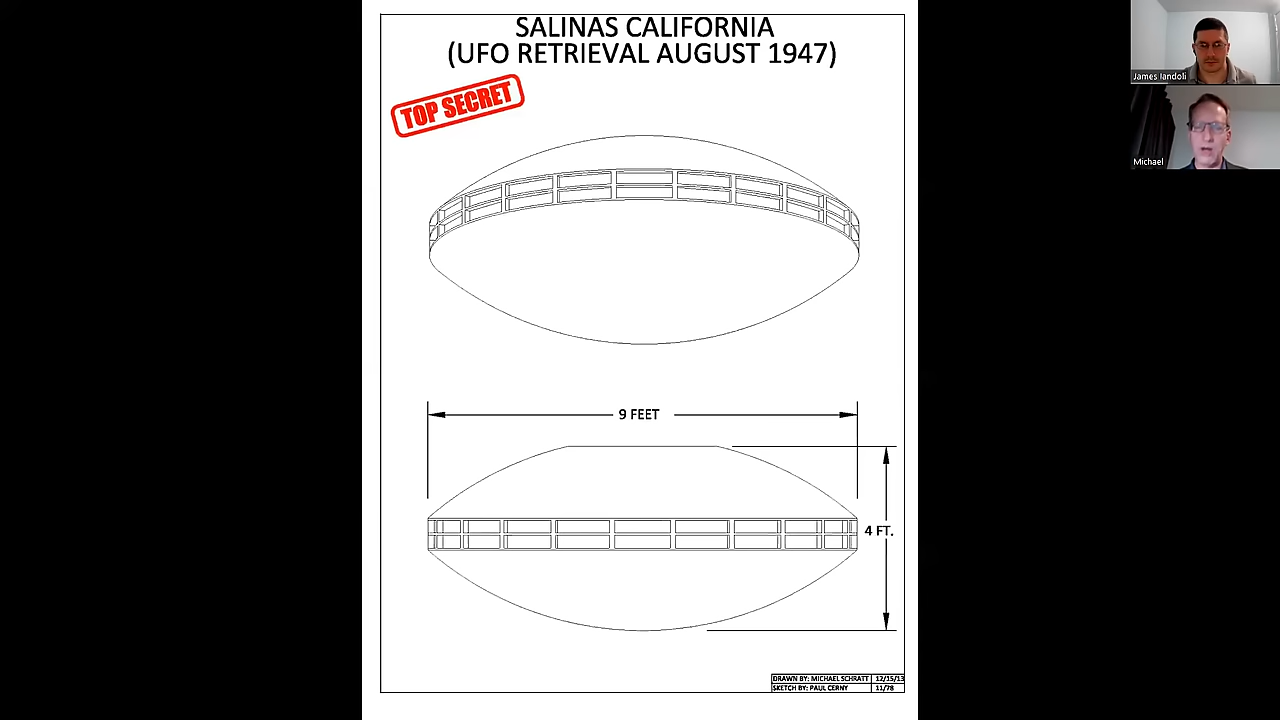 SALINAS CALIFORNIA
(UFO RETRIEVAL AUGUST 1947)
TOP SECRET
James Iandoli
Michael
9 FEET
4 FT.
DRAWN BY: MICHAEL SCHRATT 12/15/13
SKETCH BY: PAUL CERNY 11/78